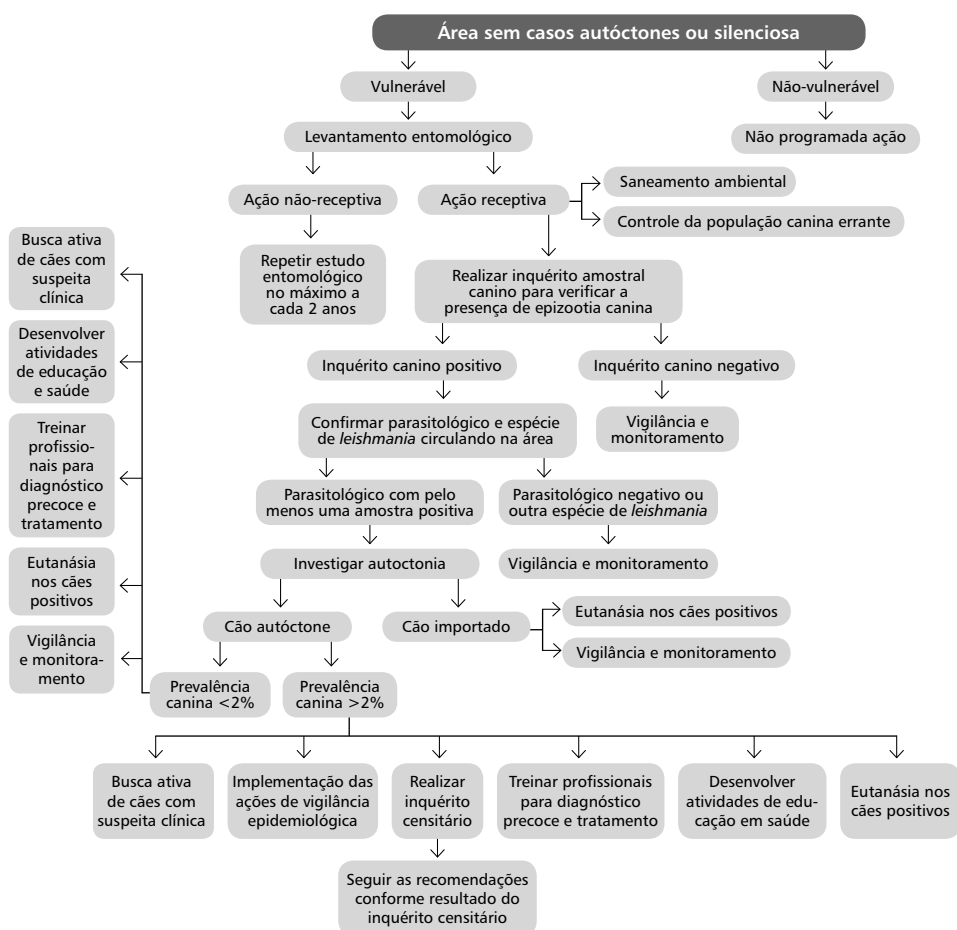 Área sem casos autóctones ou silenciosa
Vulnerável
Não-vulnerável
Levantamento entomológico
Não programada ação
Ação não-receptiva
Ação receptiva
Saneamento ambiental
Controle da população canina errante
Repetir estudo
entomológico
no máximo a
cada 2 anos
Realizar inquérito amostral
canino para verificar a
presença de epizootia canina
Inquérito canino positivo
Inquérito canino negativo
Confirmar parasitológico e espécie
de leishmania circulando na área
Vigilância e
monitoramento
Parasitológico com pelo
menos uma amostra positiva
Parasitológico negativo ou
outra espécie de leishmania
Investigar autoctonia
Vigilância e monitoramento
Cão autóctone
Cão importado
Eutanásia nos cães positivos
Vigilância e monitoramento
Prevalência
canina <2%
Prevalência
canina >2%
Busca ativa
de cães com
suspeita clínica
Desenvolver
atividades
de educação
e saúde
Treinar
profissio-
nais para
diagnóstico
precoce e
tratamento
Eutanásia
nos cães
positivos
Vigilância
e monitora-
mento
Busca ativa
de cães com
suspeita clínica
Implementação das
ações de vigilância
epidemiológica
Realizar
inquérito
censitário
Treinar profissionais
para diagnóstico
precoce e tratamento
Desenvolver
atividades de edu-
cação em saúde
Eutanásia nos
cães positivos
Seguir as recomendações
conforme resultado do
inquérito censitário